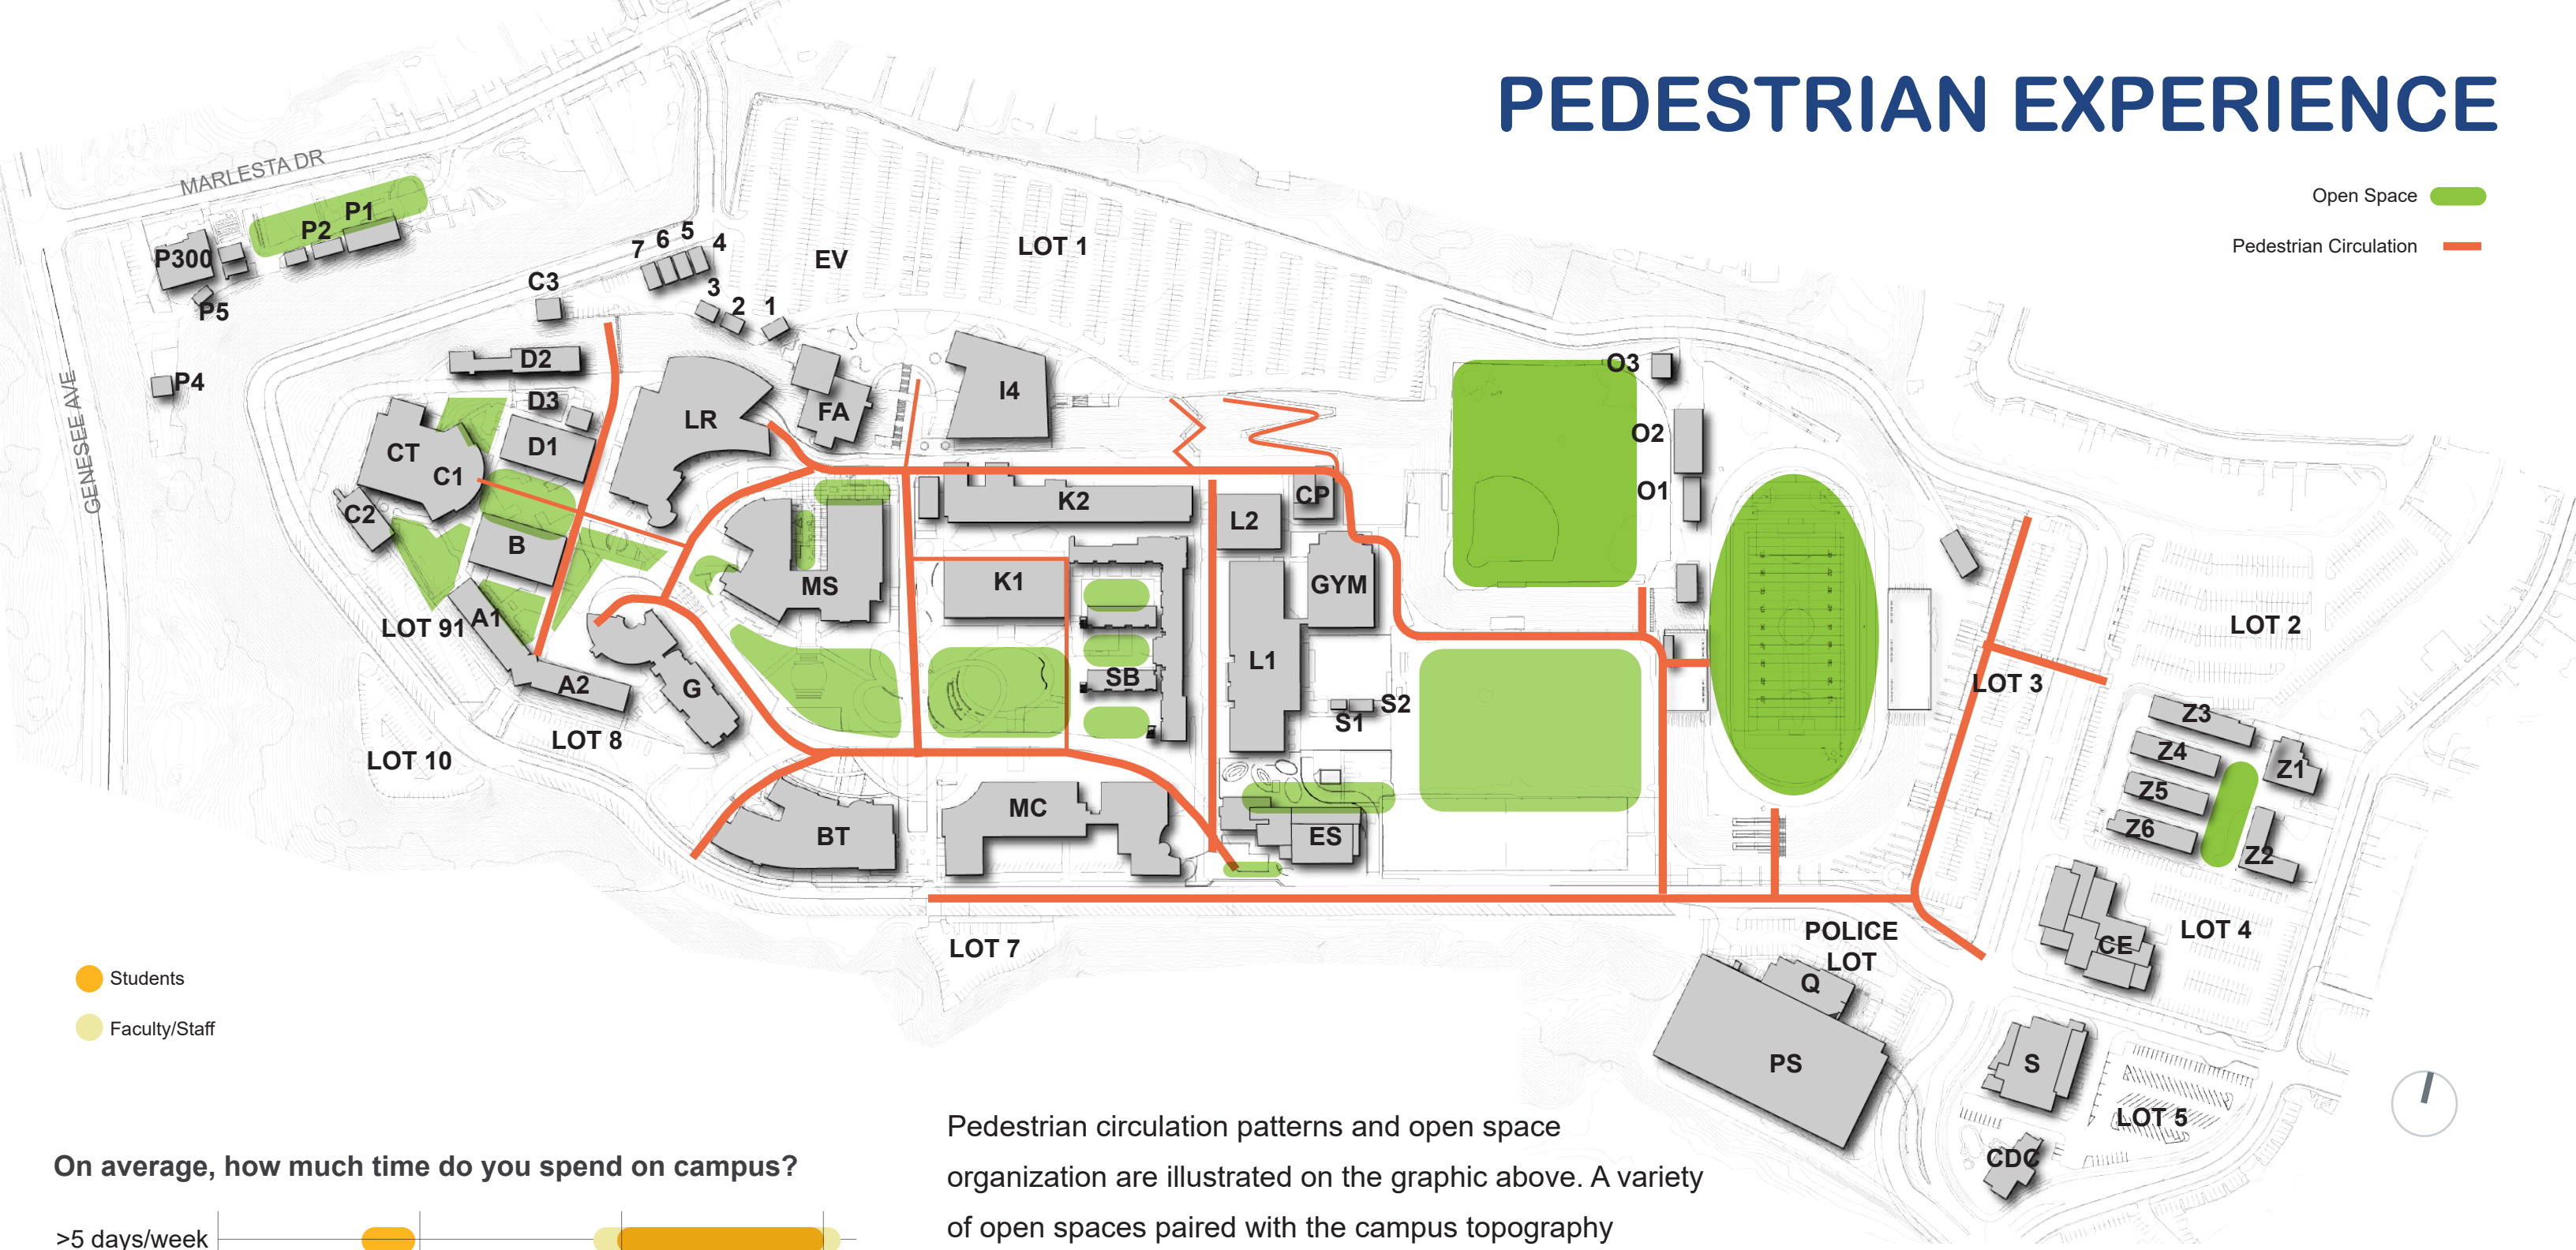 PEDESTRIAN EXPERIENCE
Open Space
Pedestrian Circulation
MARLESTA DR
GENESEE AVE
P1
P2
P300
P5
P4
C3
7
6
5
4
3
2
1
EV
LOT 1
D2
D3
D1
CT
C1
C2
B
A1
A2
LOT 91
LOT 10
LOT 8
G
LR
FA
I4
MS
K2
K1
SB
L2
CP
GYM
L1
S1
S2
BT
MC
ES
LOT 7
O3
O2
O1
LOT 3
LOT 2
Z3
Z4
Z5
Z6
Z1
Z2
CE
LOT 4
POLICE
LOT
Q
PS
S
LOT 5
CDC
Students
Faculty/Staff
On average, how much time do you spend on campus?
>5 days/week
Pedestrian circulation patterns and open space
organization are illustrated on the graphic above. A variety
of open spaces paired with the campus topography